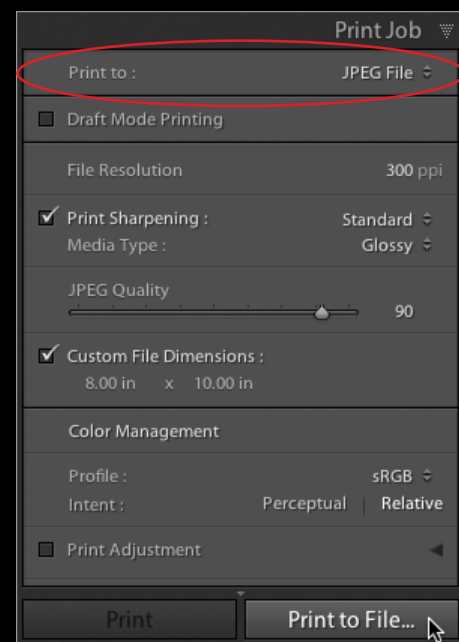 Print Job
Print to : JPEG File
Draft Mode Printing
File Resolution 300 ppi
Print Sharpening : Standard
Media Type : Glossy
JPEG Quality
90
Custom File Dimensions :
8.00 in x 10.00 in
Color Management
Profile : sRGB
Intent : Perceptual | Relative
Print Adjustment
Print Print to File...